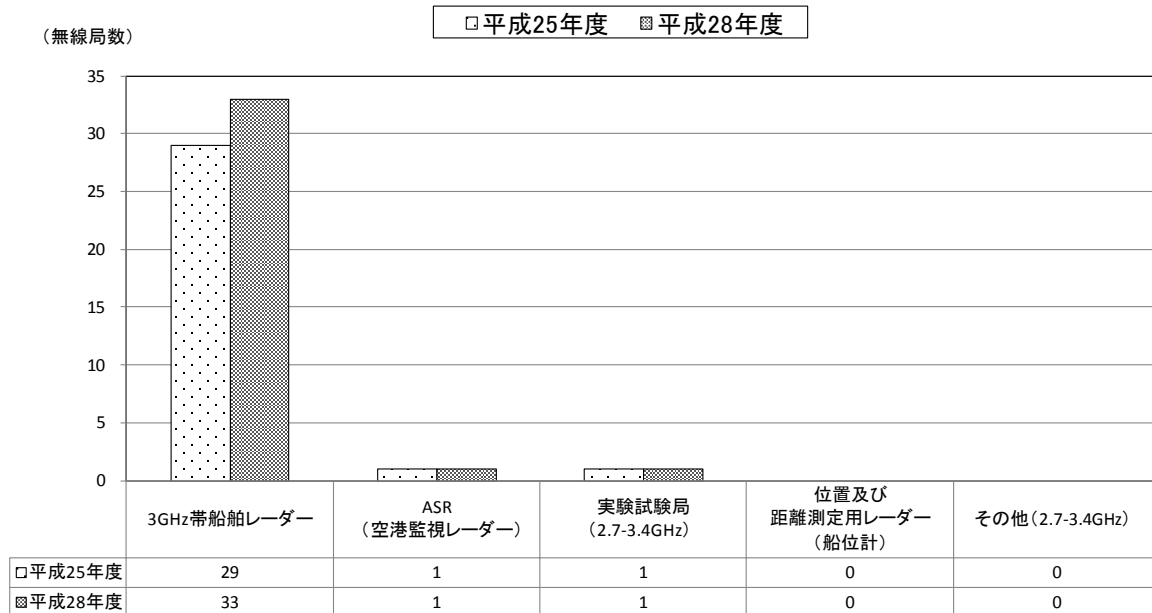 □平成25年度 ▩平成28年度
（無線局数）
35
30
25
20
15
10
5
0
3GHz帯船舶レーダー
ASR
（空港監視レーダー）
実験試験局
（2.7-3.4GHz）
位置及び
距離測定用レーダー
（船位計）
その他（2.7-3.4GHz）
□平成25年度 29 1 1 0 0
▩平成28年度 33 1 1 0 0